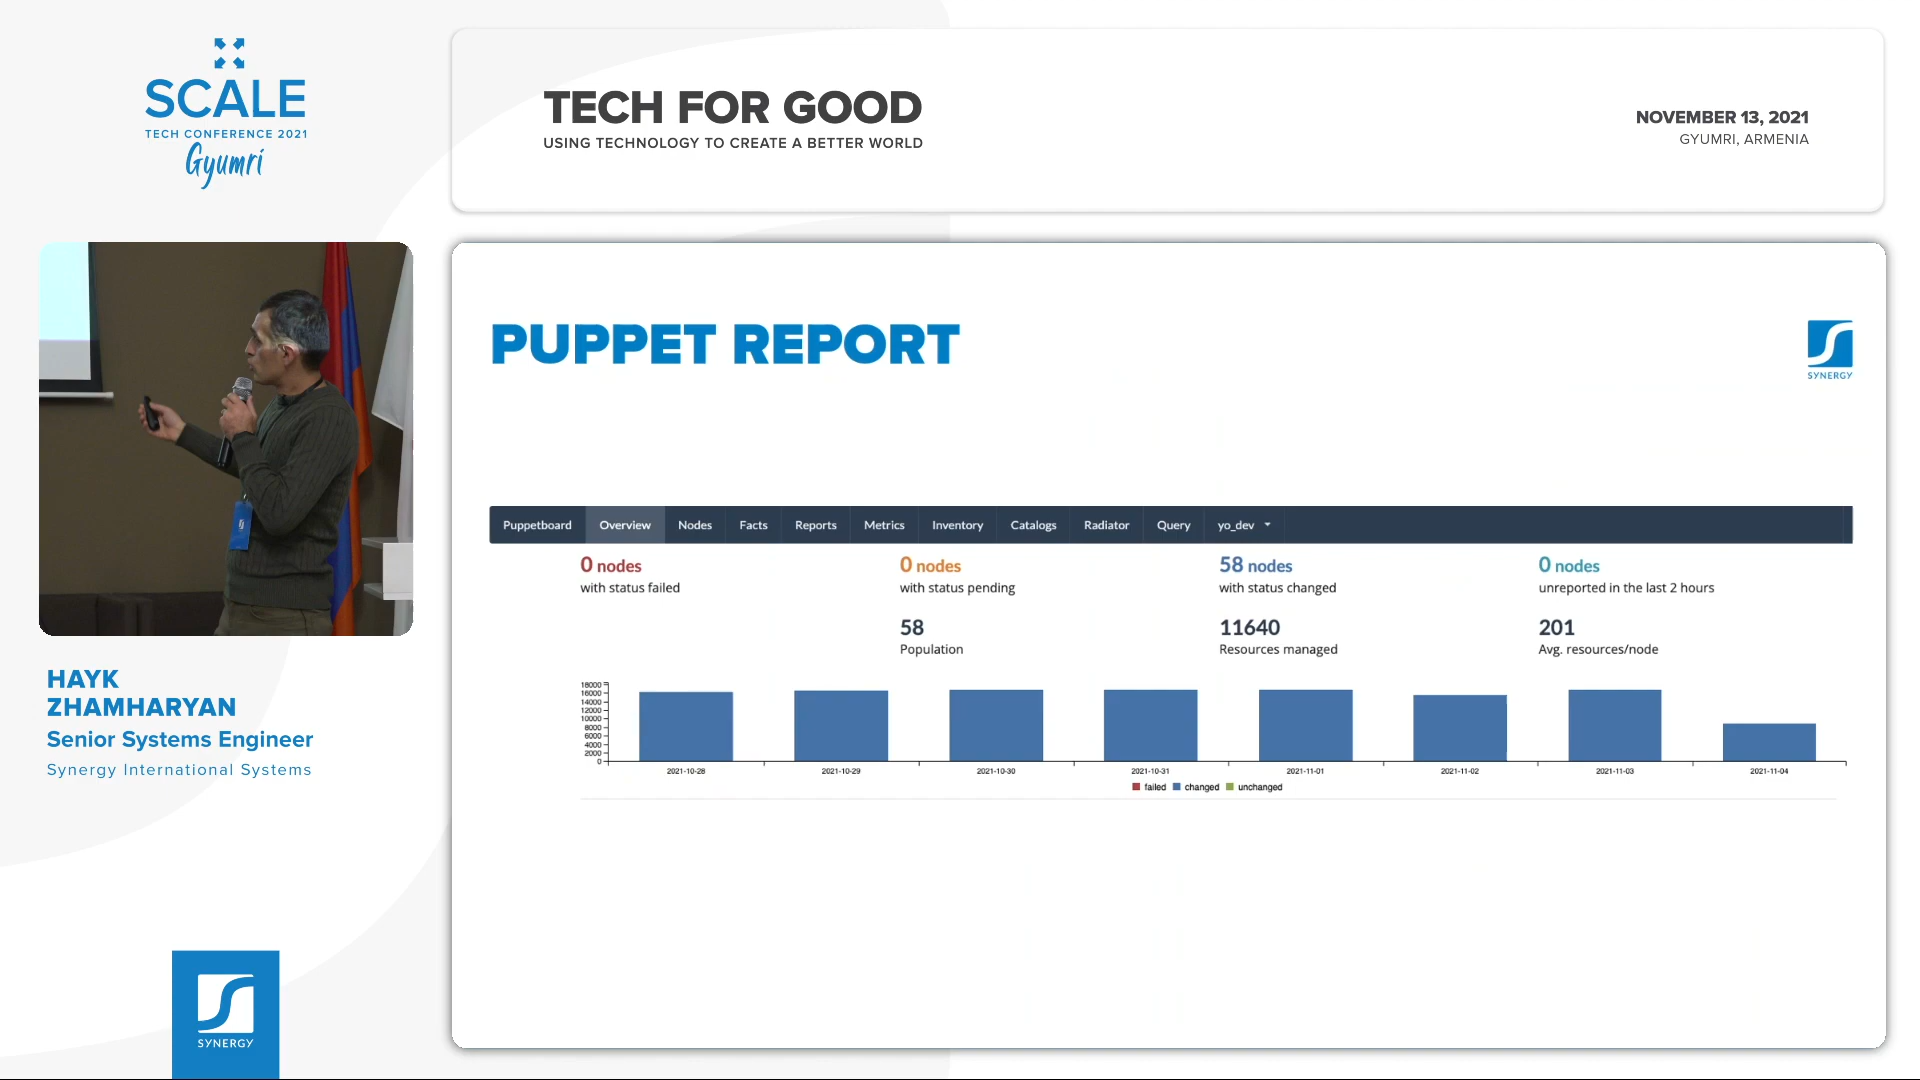 SCALE
TECH CONFERENCE 2021
Gyumri
TECH FOR GOOD
USING TECHNOLOGY TO CREATE A BETTER WORLD
NOVEMBER 13, 2021
GYUMRI, ARMENIA
HAYK
ZHAMHARYAN
Senior Systems Engineer
Synergy International Systems
SYNERGY
PUPPET REPORT
SYNERGY
Puppetboard Overview Nodes Facts Reports Metrics Inventory Catalogs Radiator Query yo_dev
0 nodes 0 nodes 58 nodes 0 nodes
with status failed with status pending with status changed unreported in the last 2 hours
58 11640 201
Population Resources managed Avg. resources/node
18000
16000
14000
12000
10000
8000
6000
4000
2000
0
2021-10-28 2021-10-29 2021-10-30 2021-10-31 2021-11-01 2021-11-02 2021-11-03 2021-11-04
failed changed unchanged